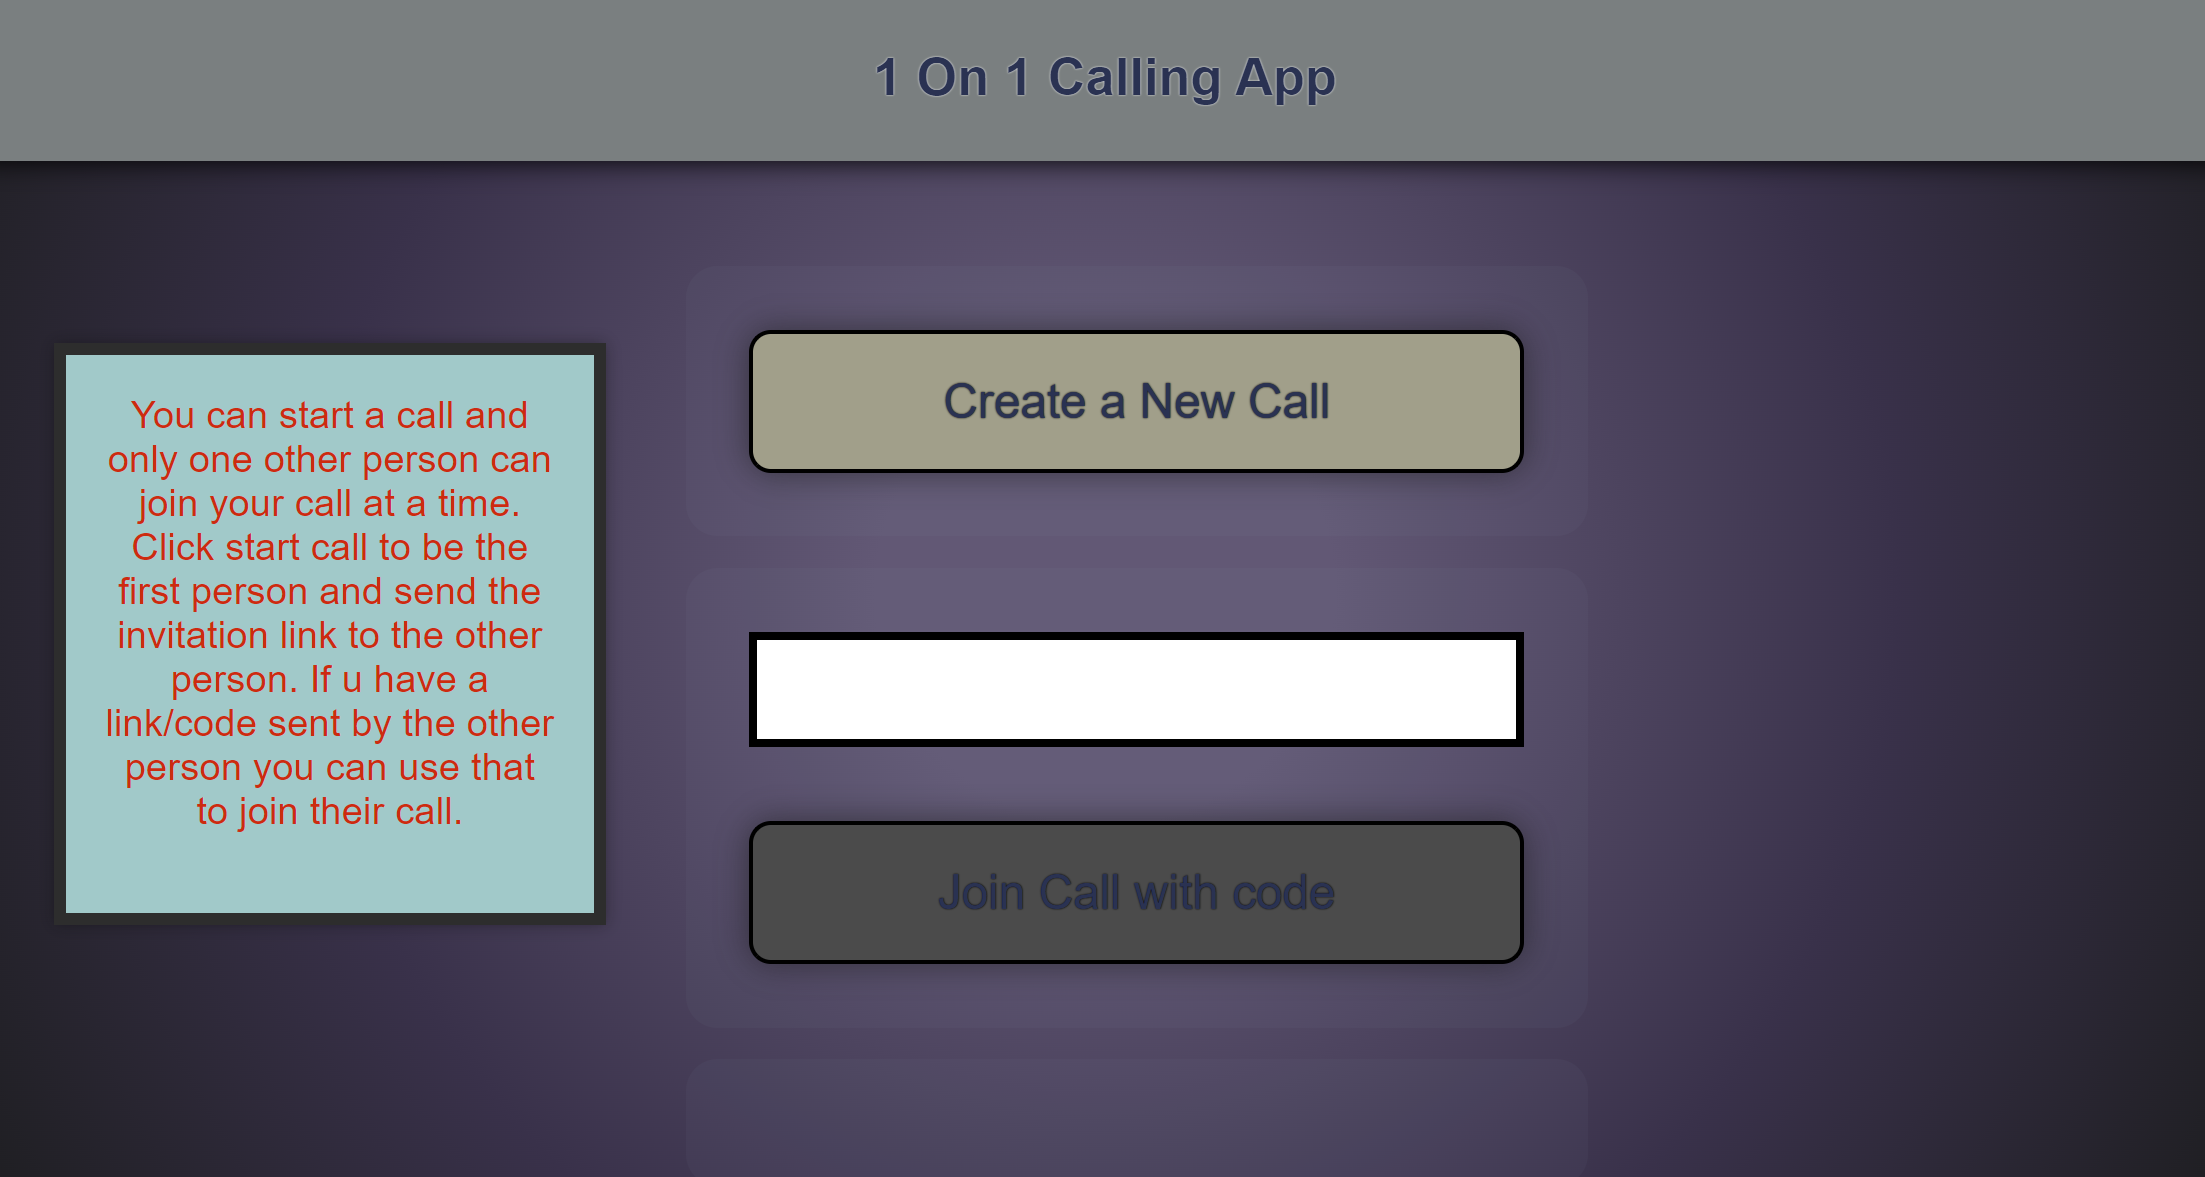 1 On 1 Calling App
You can start a call and
only one other person can
join your call at a time.
Click start call to be the
first person and send the
invitation link to the other
person. If u have a
link/code sent by the other
person you can use that
to join their call.
Create a New Call
Join Call with code